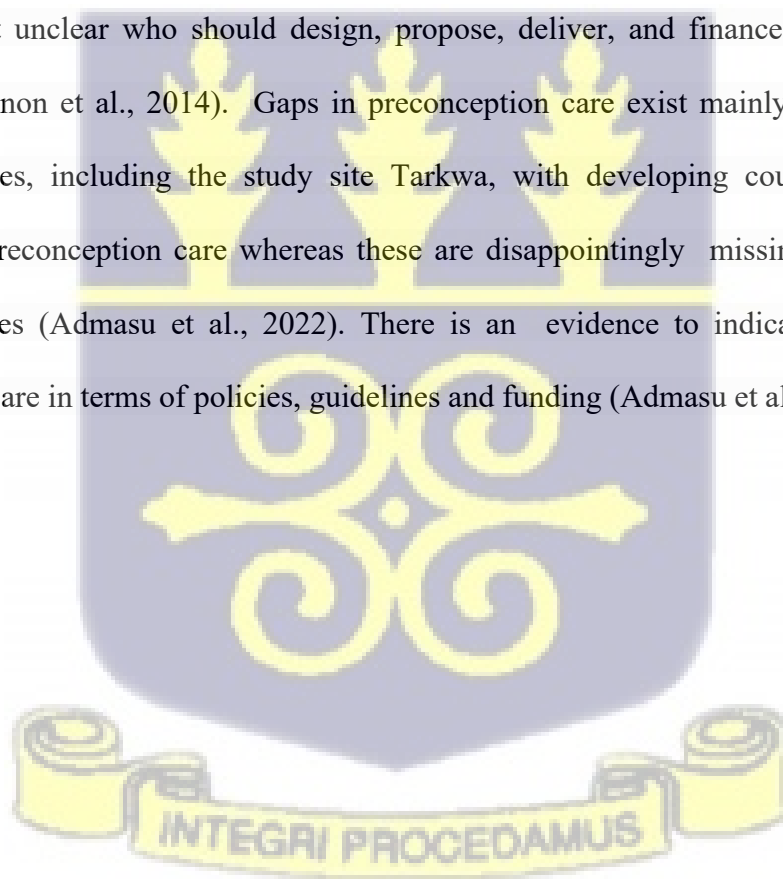 unclear who should design, propose, deliver, and finance
non et al., 2014). Gaps in preconception care exist mainly
es, including the study site Tarkwa, with developing cou
reconception care whereas these are disappointingly missin
es (Admasu et al., 2022). There is an evidence to indica
are in terms of policies, guidelines and funding (Admasu et al
INTEGRI PROCEDAMUS